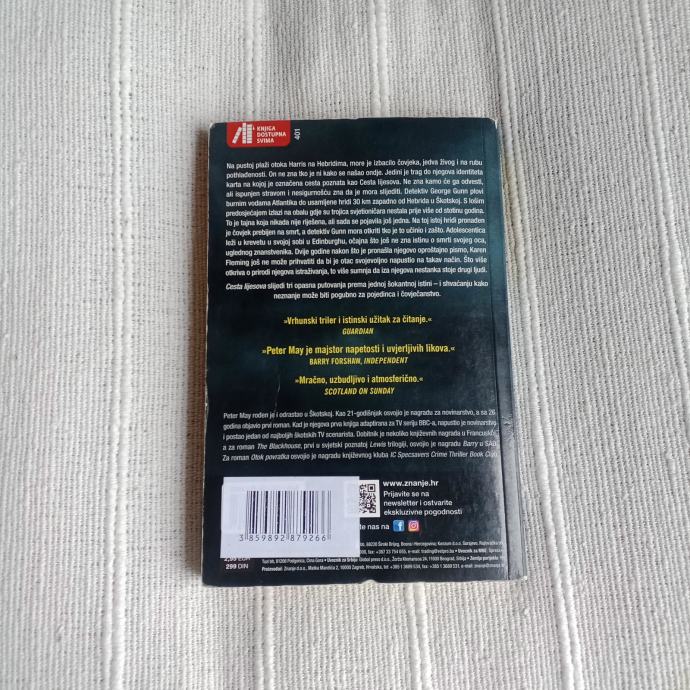 KNJIGA
DOSTUPNA
SVIMA
401
Na pustoj plaži otoka Harris na Hebridima, more je izbacilo čovjeka, jedva živog i na rubu
pothlađenosti. On ne zna tko je ni kako se našao ondje. Jedini je trag do njegova identiteta
karta na kojoj je označena cesta poznata kao Cesta lijesova. Ne zna kamo će ga odvesti,
ali ispunjen stravom i nesigurnošću zna da je mora slijediti. Detektiv George Gunn plovi
burnim vodama Atlantika do usamljene hridi 30 km zapadno od Hebrida u Škotskoj. S lošim
predosjećajem izlazi na obalu gdje su trojica svjetioničara nestala prije više od stotinu godina.
To je tajna koja nikada nije riješena, ali sada se pojavila još jedna. Na toj istoj hridi pronađen
je čovjek prebijen na smrt, a detektiv Gunn mora otkriti tko je to učinio i zašto. Adolescentica
leži u krevetu u svojoj sobi u Edinburghu, očajna što ne zna istinu o smrti svojeg oca,
uglednog znanstvenika. Dvije godine nakon što je pronašla njegovo oproštajno pismo, Karen
Fleming još ne može prihvatiti da bi je otac svojevoljno napustio na takav način. Što više
otkriva o prirodi njegova istraživanja, to više sumnja da iza njegova nestanka stoje drugi ljudi.
Cesta lijesova slijedi tri opasna putovanja prema jednoj šokantnoj istini – i shvaćanju kako
neznanje može biti pogubno za pojedinca i čovječanstvo.
»Vrhunski triler i istinski užitak za čitanje.«
GUARDIAN
»Peter May je majstor napetosti i uvjerljivih likova.«
BARRY FORSHAW, INDEPENDENT
»Mračno, uzbudljivo i atmosferično.«
SCOTLAND ON SUNDAY
Peter May rođen je i odrastao u Škotskoj. Kao 21-godišnjak osvojio je nagradu za novinarstvo, a sa 26
godina objavio prvi roman. Kad je njegova prva knjiga adaptirana za TV seriju BBC-a, napustio je novinarstvo
i postao jedan od najboljih škotskih TV scenarista. Dobitnik je nekoliko književnih nagrada u Francuskoj,
a za roman The Blackhouse, prvi u svjetski poznatoj Lewis trilogiji, osvojio je nagradu Barry u SAD.
Za roman Otok povratka osvojio je nagradu književnog kluba IC Specsavers Crime Thriller Book Club.
www.znanje.hr
Prijavite se na
newsletter i ostvarite
ekskluzivne pogodnosti
te nas na
3 859892 879266
299 DIN